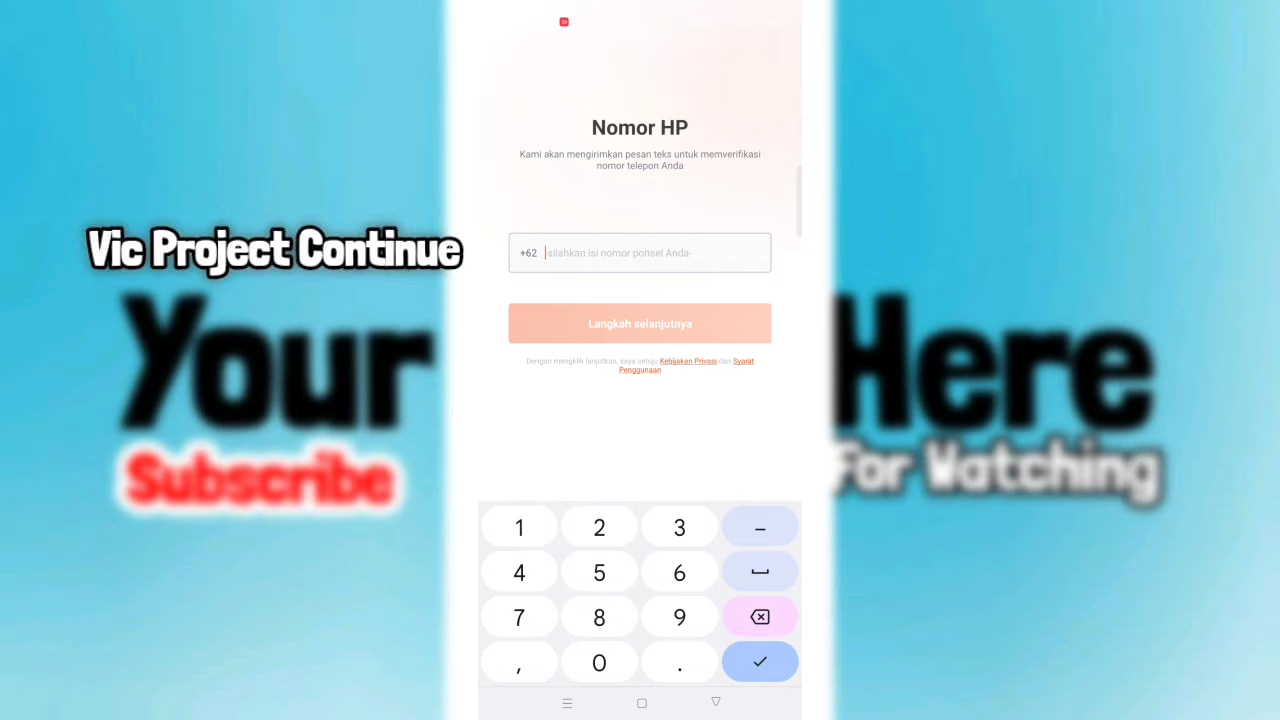 Nomor HP
Kami akan mengirimkan pesan teks untuk memverifikasi
nomor telepon Anda
Vic Project Continue
+62 silahkan isi nomor ponsel Anda-
Your
Here
Langkah selanjutnya
Dengan mengklik lanjutkan, saya setuju Kebijakan Privasi dan Syarat
Penggunaan
Subscribe
For Watching
1 2 3 –
4 5 6
7 8 9
, 0 .